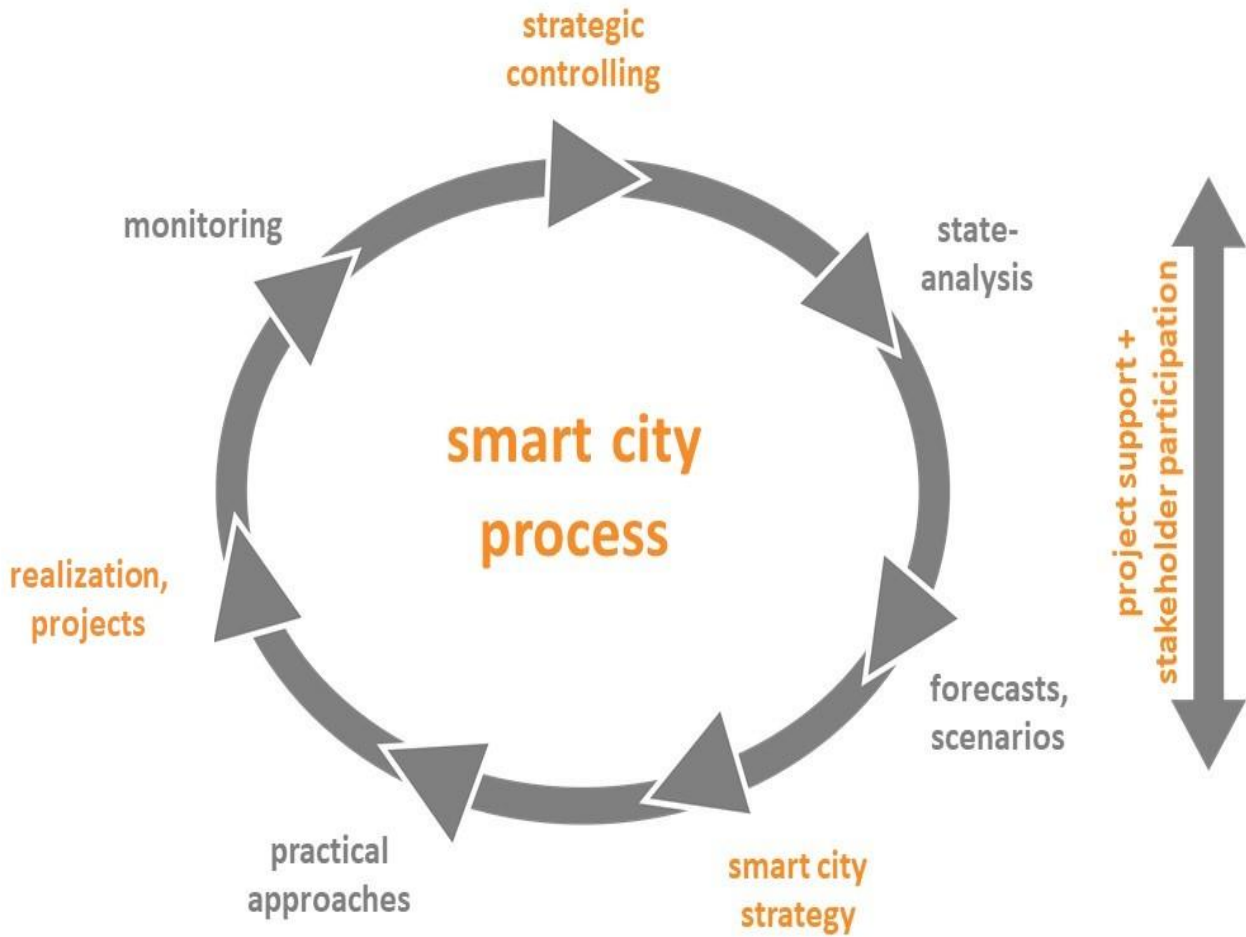 strategic
controlling
monitoring
state-
analysis
smart city
process
project support +
stakeholder participation
realization,
projects
forecasts,
scenarios
practical
approaches
smart city
strategy